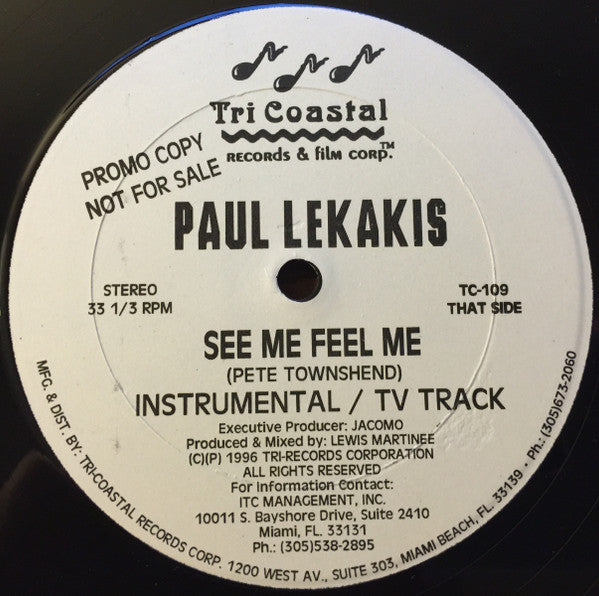 Tri Coastal
RECORDS & FILM CORP.™
PROMO COPY
NOT FOR SALE
PAUL LEKAKIS
STEREO
33 1/3 RPM
TC-109
THAT SIDE
SEE ME FEEL ME
(PETE TOWNSHEND)
INSTRUMENTAL / TV TRACK
Executive Producer: JACOMO
Produced & Mixed by: LEWIS MARTINEE
(C)(P) 1996 TRI-RECORDS CORPORATION
ALL RIGHTS RESERVED
For Information Contact:
ITC MANAGEMENT, INC.
10011 S. Bayshore Drive, Suite 2410
Miami, FL. 33131
Ph.: (305)538-2895
MFG. & DIST. BY: TRI-COASTAL RECORDS CORP. 1200 WEST AV., SUITE 303, MIAMI BEACH, FL. 33139 • Ph.: (305)673-2060